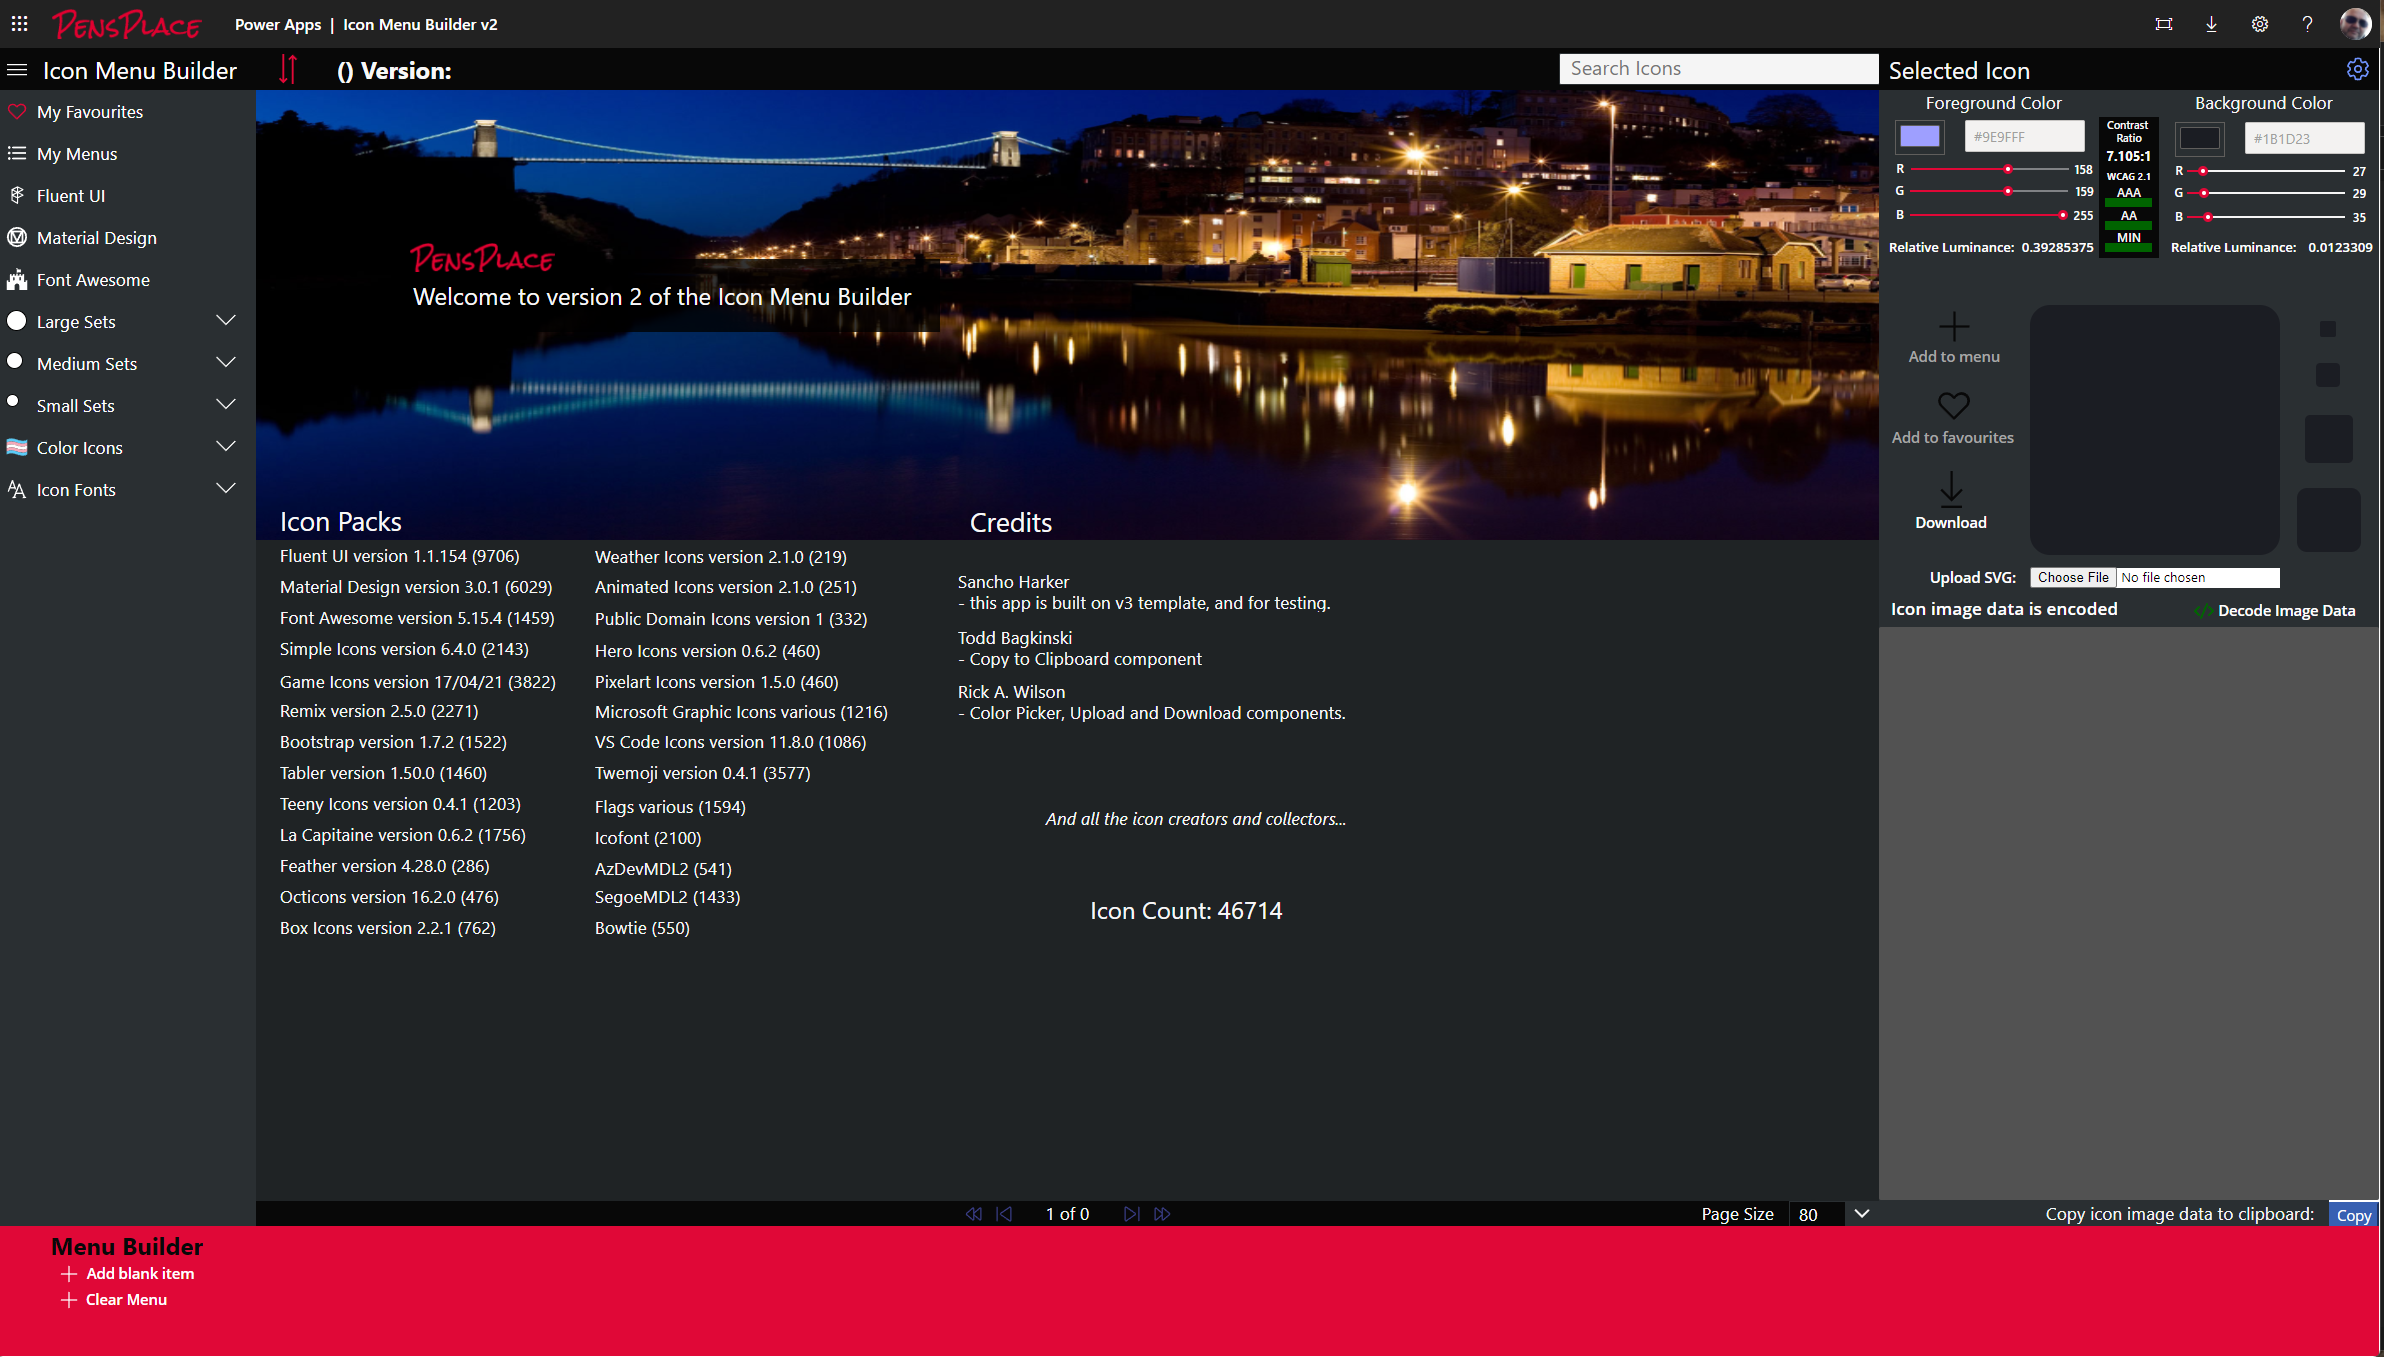 PensPlace Power Apps | Icon Menu Builder v2
Icon Menu Builder
() Version:
Search Icons
Selected Icon
My Favourites
My Menus
Fluent UI
Material Design
Font Awesome
Large Sets
Medium Sets
Small Sets
Color Icons
Icon Fonts
PensPlace
Welcome to version 2 of the Icon Menu Builder
Icon Packs
Fluent UI version 1.1.154 (9706)
Material Design version 3.0.1 (6029)
Font Awesome version 5.15.4 (1459)
Simple Icons version 6.4.0 (2143)
Game Icons version 17/04/21 (3822)
Remix version 2.5.0 (2271)
Bootstrap version 1.7.2 (1522)
Tabler version 1.50.0 (1460)
Teeny Icons version 0.4.1 (1203)
La Capitaine version 0.6.2 (1756)
Feather version 4.28.0 (286)
Octicons version 16.2.0 (476)
Box Icons version 2.2.1 (762)
Weather Icons version 2.1.0 (219)
Animated Icons version 2.1.0 (251)
Public Domain Icons version 1 (332)
Hero Icons version 0.6.2 (460)
Pixelart Icons version 1.5.0 (460)
Microsoft Graphic Icons various (1216)
VS Code Icons version 11.8.0 (1086)
Twemoji version 0.4.1 (3577)
Flags various (1594)
Icofont (2100)
AzDevMDL2 (541)
SegoeMDL2 (1433)
Bowtie (550)
Credits
Sancho Harker
- this app is built on v3 template, and for testing.
Todd Bagkinski
- Copy to Clipboard component
Rick A. Wilson
- Color Picker, Upload and Download components.
And all the icon creators and collectors...
Icon Count: 46714
Foreground Color
#9E9FFF
R 158
G 159
B 255
Relative Luminance: 0.39285375
Contrast
Ratio
7.105:1
WCAG 2.1
AAA
AA
MIN
Background Color
#1B1D23
R 27
G 29
B 35
Relative Luminance: 0.0123309
Add to menu
Add to favourites
Download
Upload SVG: Choose File No file chosen
Icon image data is encoded
</> Decode Image Data
1 of 0
Page Size 80
Copy icon image data to clipboard: Copy
Menu Builder
Add blank item
Clear Menu